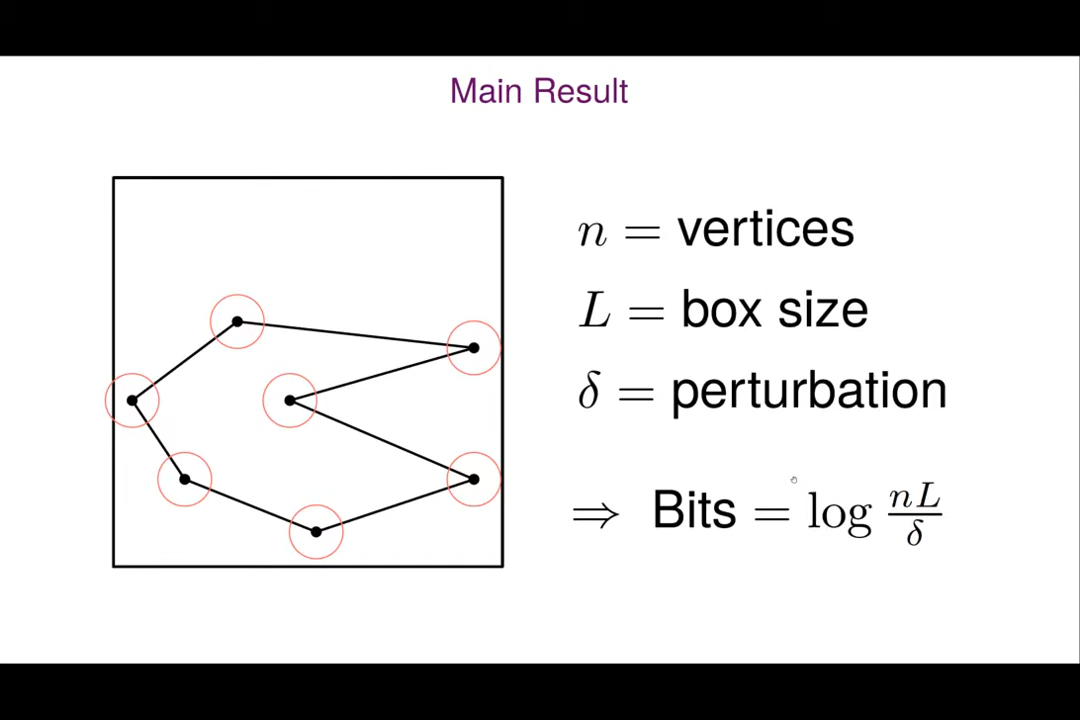 Main Result
n = vertices
L = box size
δ = perturbation
⇒ Bits = log nL/δ